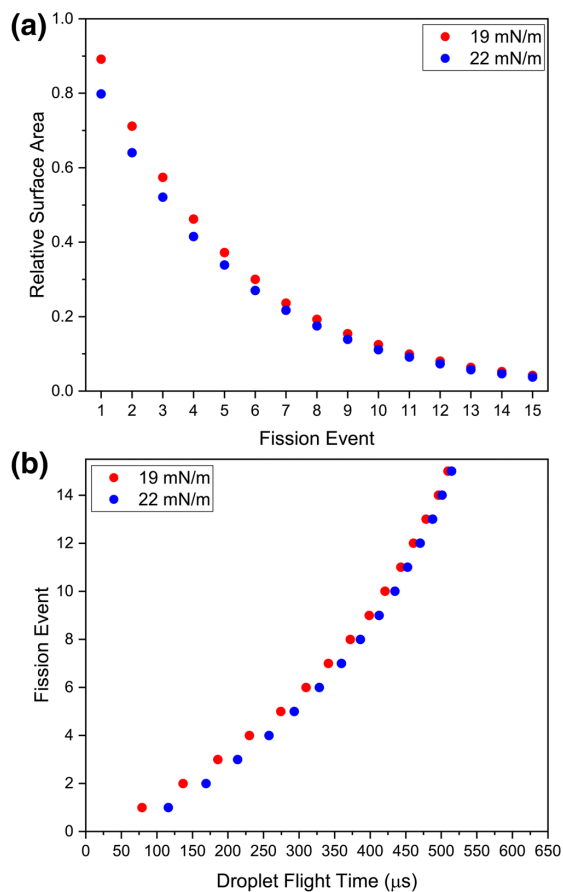 (a)
1.0
19 mN/m
22 mN/m
0.8
0.6
0.4
0.2
0.0
Relative Surface Area
1 2 3 4 5 6 7 8 9 10 11 12 13 14 15
Fission Event
(b)
19 mN/m
22 mN/m
14
12
10
8
6
4
2
0
Fission Event
0 50 100 150 200 250 300 350 400 450 500 550 600 650
Droplet Flight Time (μs)